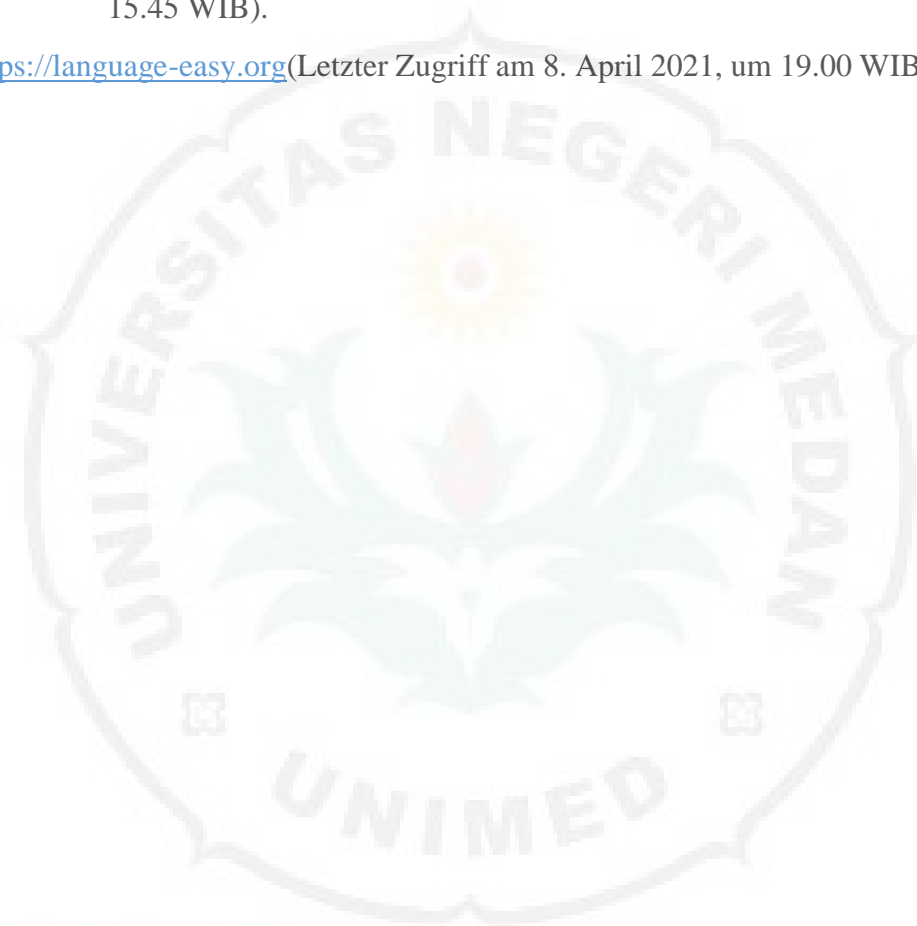 15.45 WIB).
ps://language-easy.org(Letzter Zugriff am 8. April 2021, um 19.00 WIB
UNIVERSITAS NEGERI MEDAN
UNIMED